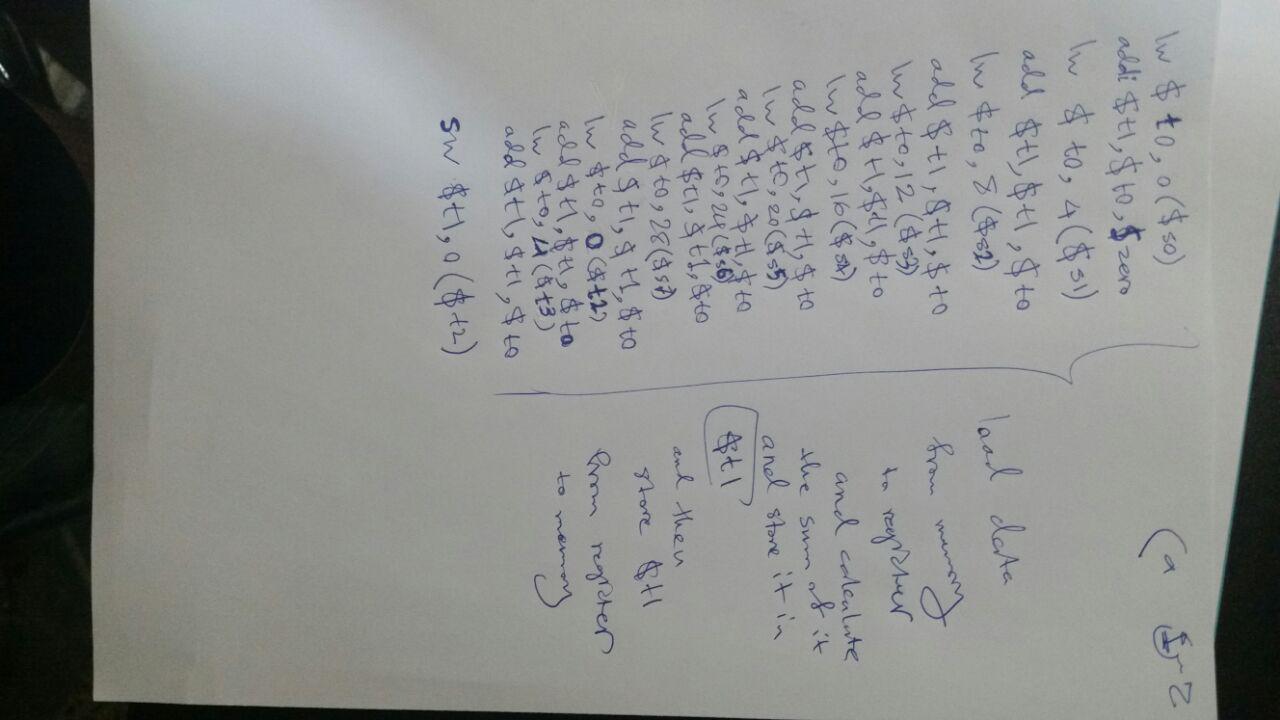 (a 1-2
lw $t0, 0($s0)
addi $t1, $t0, $zero
lw $t0, 4($s1)
add $t1, $t1, $t0
lw $t0, 8($s2)
add $t1, $t1, $t0
lw $t0, 12($s3)
add $t1, $t1, $t0
lw $t0, 16($s4)
add $t1, $t1, $t0
lw $t0, 20($s5)
add $t1, $t1, $t0
lw $t0, 24($s6)
add $t1, $t1, $t0
lw $t0, 28($s7)
add $t1, $t1, $t0
lw $t0, 0($t2)
add $t1, $t1, $t0
lw $t0, 4($t3)
add $t1, $t1, $t0
sw $t1, 0($t2)
load data
from memory
to register
and calculate
the sum of it
and store it in
$t1
and then
store $t1
from register
to memory